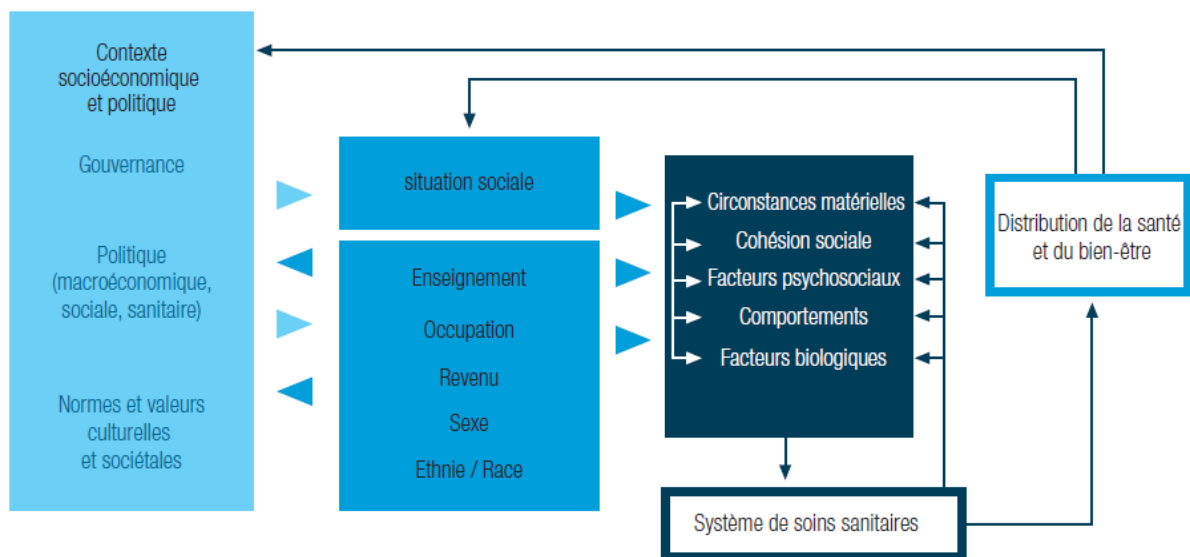 Contexte
socioéconomique
et politique
Gouvernance
Politique
(macroéconomique,
sociale, sanitaire)
Normes et valeurs
culturelles
et sociétales
situation sociale
Enseignement
Occupation
Revenu
Sexe
Ethnie / Race
Circonstances matérielles
Cohésion sociale
Facteurs psychosociaux
Comportements
Facteurs biologiques
Système de soins sanitaires
Distribution de la santé
et du bien-être